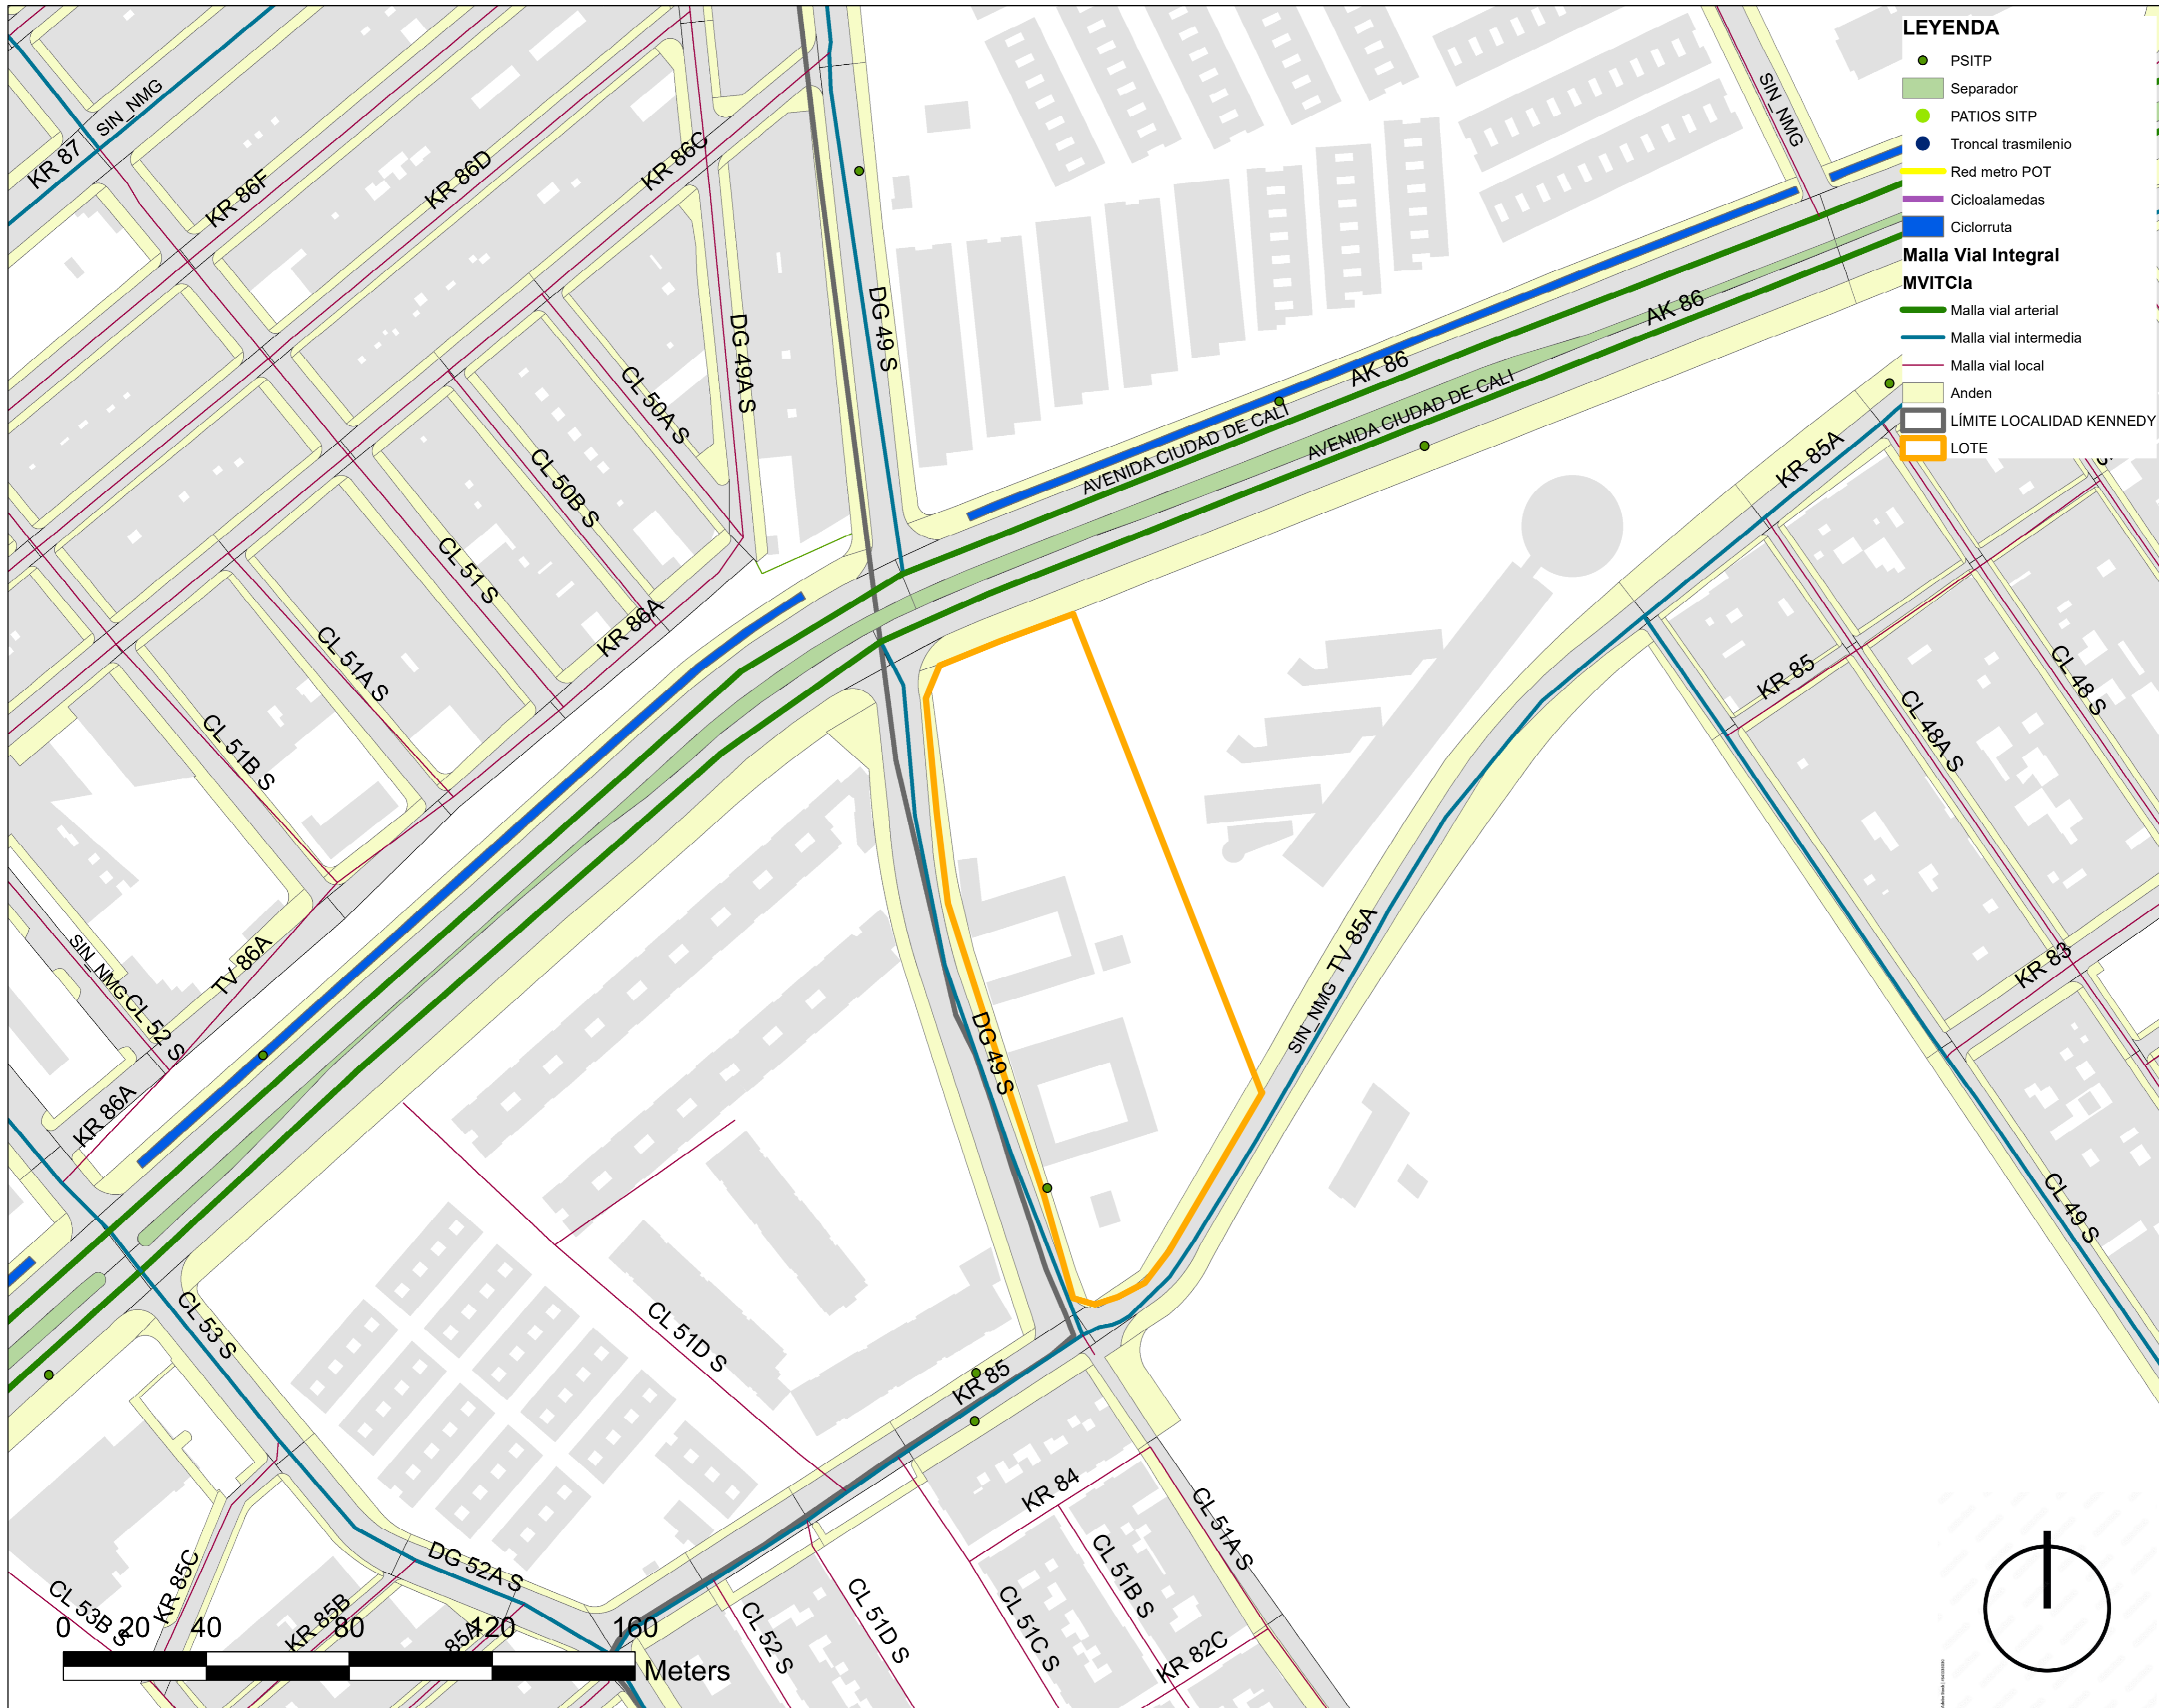 LEYENDA
PSITP
Separador
PATIOS SITP
Troncal trasmilenio
Red metro POT
Cicloalamedas
Ciclorruta
Malla Vial Integral
MVITCla
Malla vial arterial
Malla vial intermedia
Malla vial local
Anden
LÍMITE LOCALIDAD KENNEDY
LOTE
SIN_NMG
KR 87
KR 86F
KR 86D
KR 86C
SIN_NMG
DG 49 S
DG 49A S
CL 50A S
CL 50B S
CL 51 S
CL 51A S
CL 51B S
KR 86A
AK 86
AK 86
AVENIDA CIUDAD DE CALI
AVENIDA CIUDAD DE CALI
KR 85A
KR 85
CL 48 S
CL 48A S
KR 83
CL 49 S
SIN_NMG
TV 85A
DG 49 S
TV 86A
SIN_NMG
CL 52 S
KR 86A
CL 53 S
CL 51D S
KR 85
KR 84
CL 51A S
CL 51B S
CL 51C S
CL 51D S
CL 52 S
KR 82C
DG 52A S
KR 85C
KR 85B
85A
CL 53B S
0 20 40 80 120 160
Meters